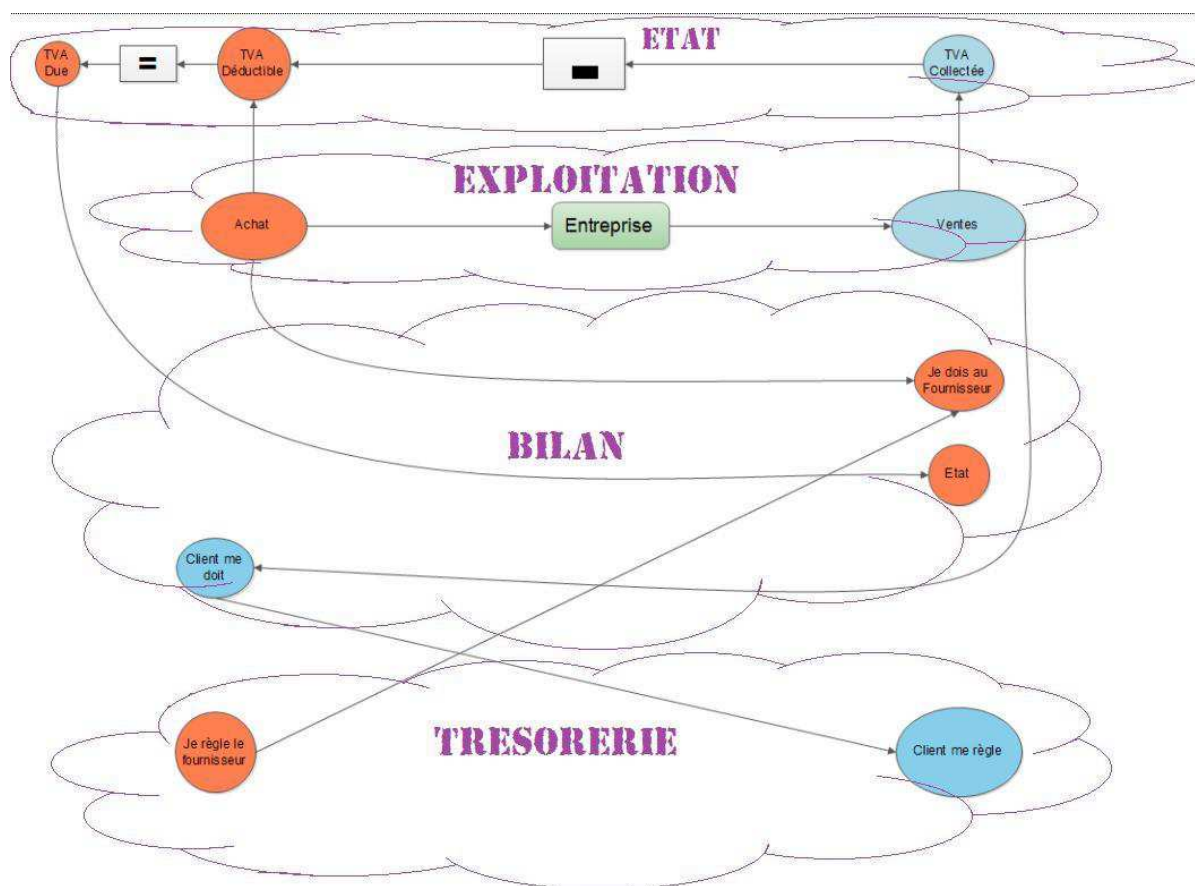 ETAT
TVA
Due
=
TVA
Déductible
-
TVA
Collectée
EXPLOITATION
Achat
Entreprise
Ventes
Je dois au
Fournisseur
BILAN
Etat
Client me
doit
TRESORERIE
Je règle le
fournisseur
Client me règle